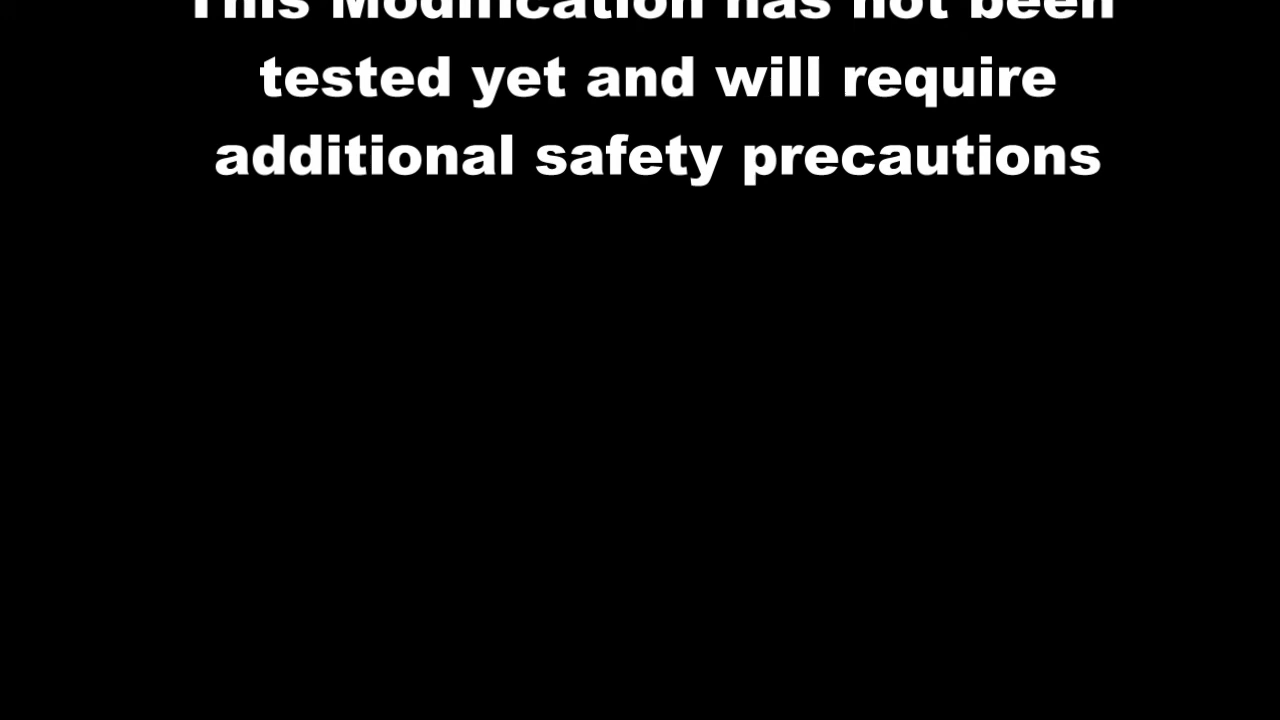 This Modification has not been
tested yet and will require
additional safety precautions